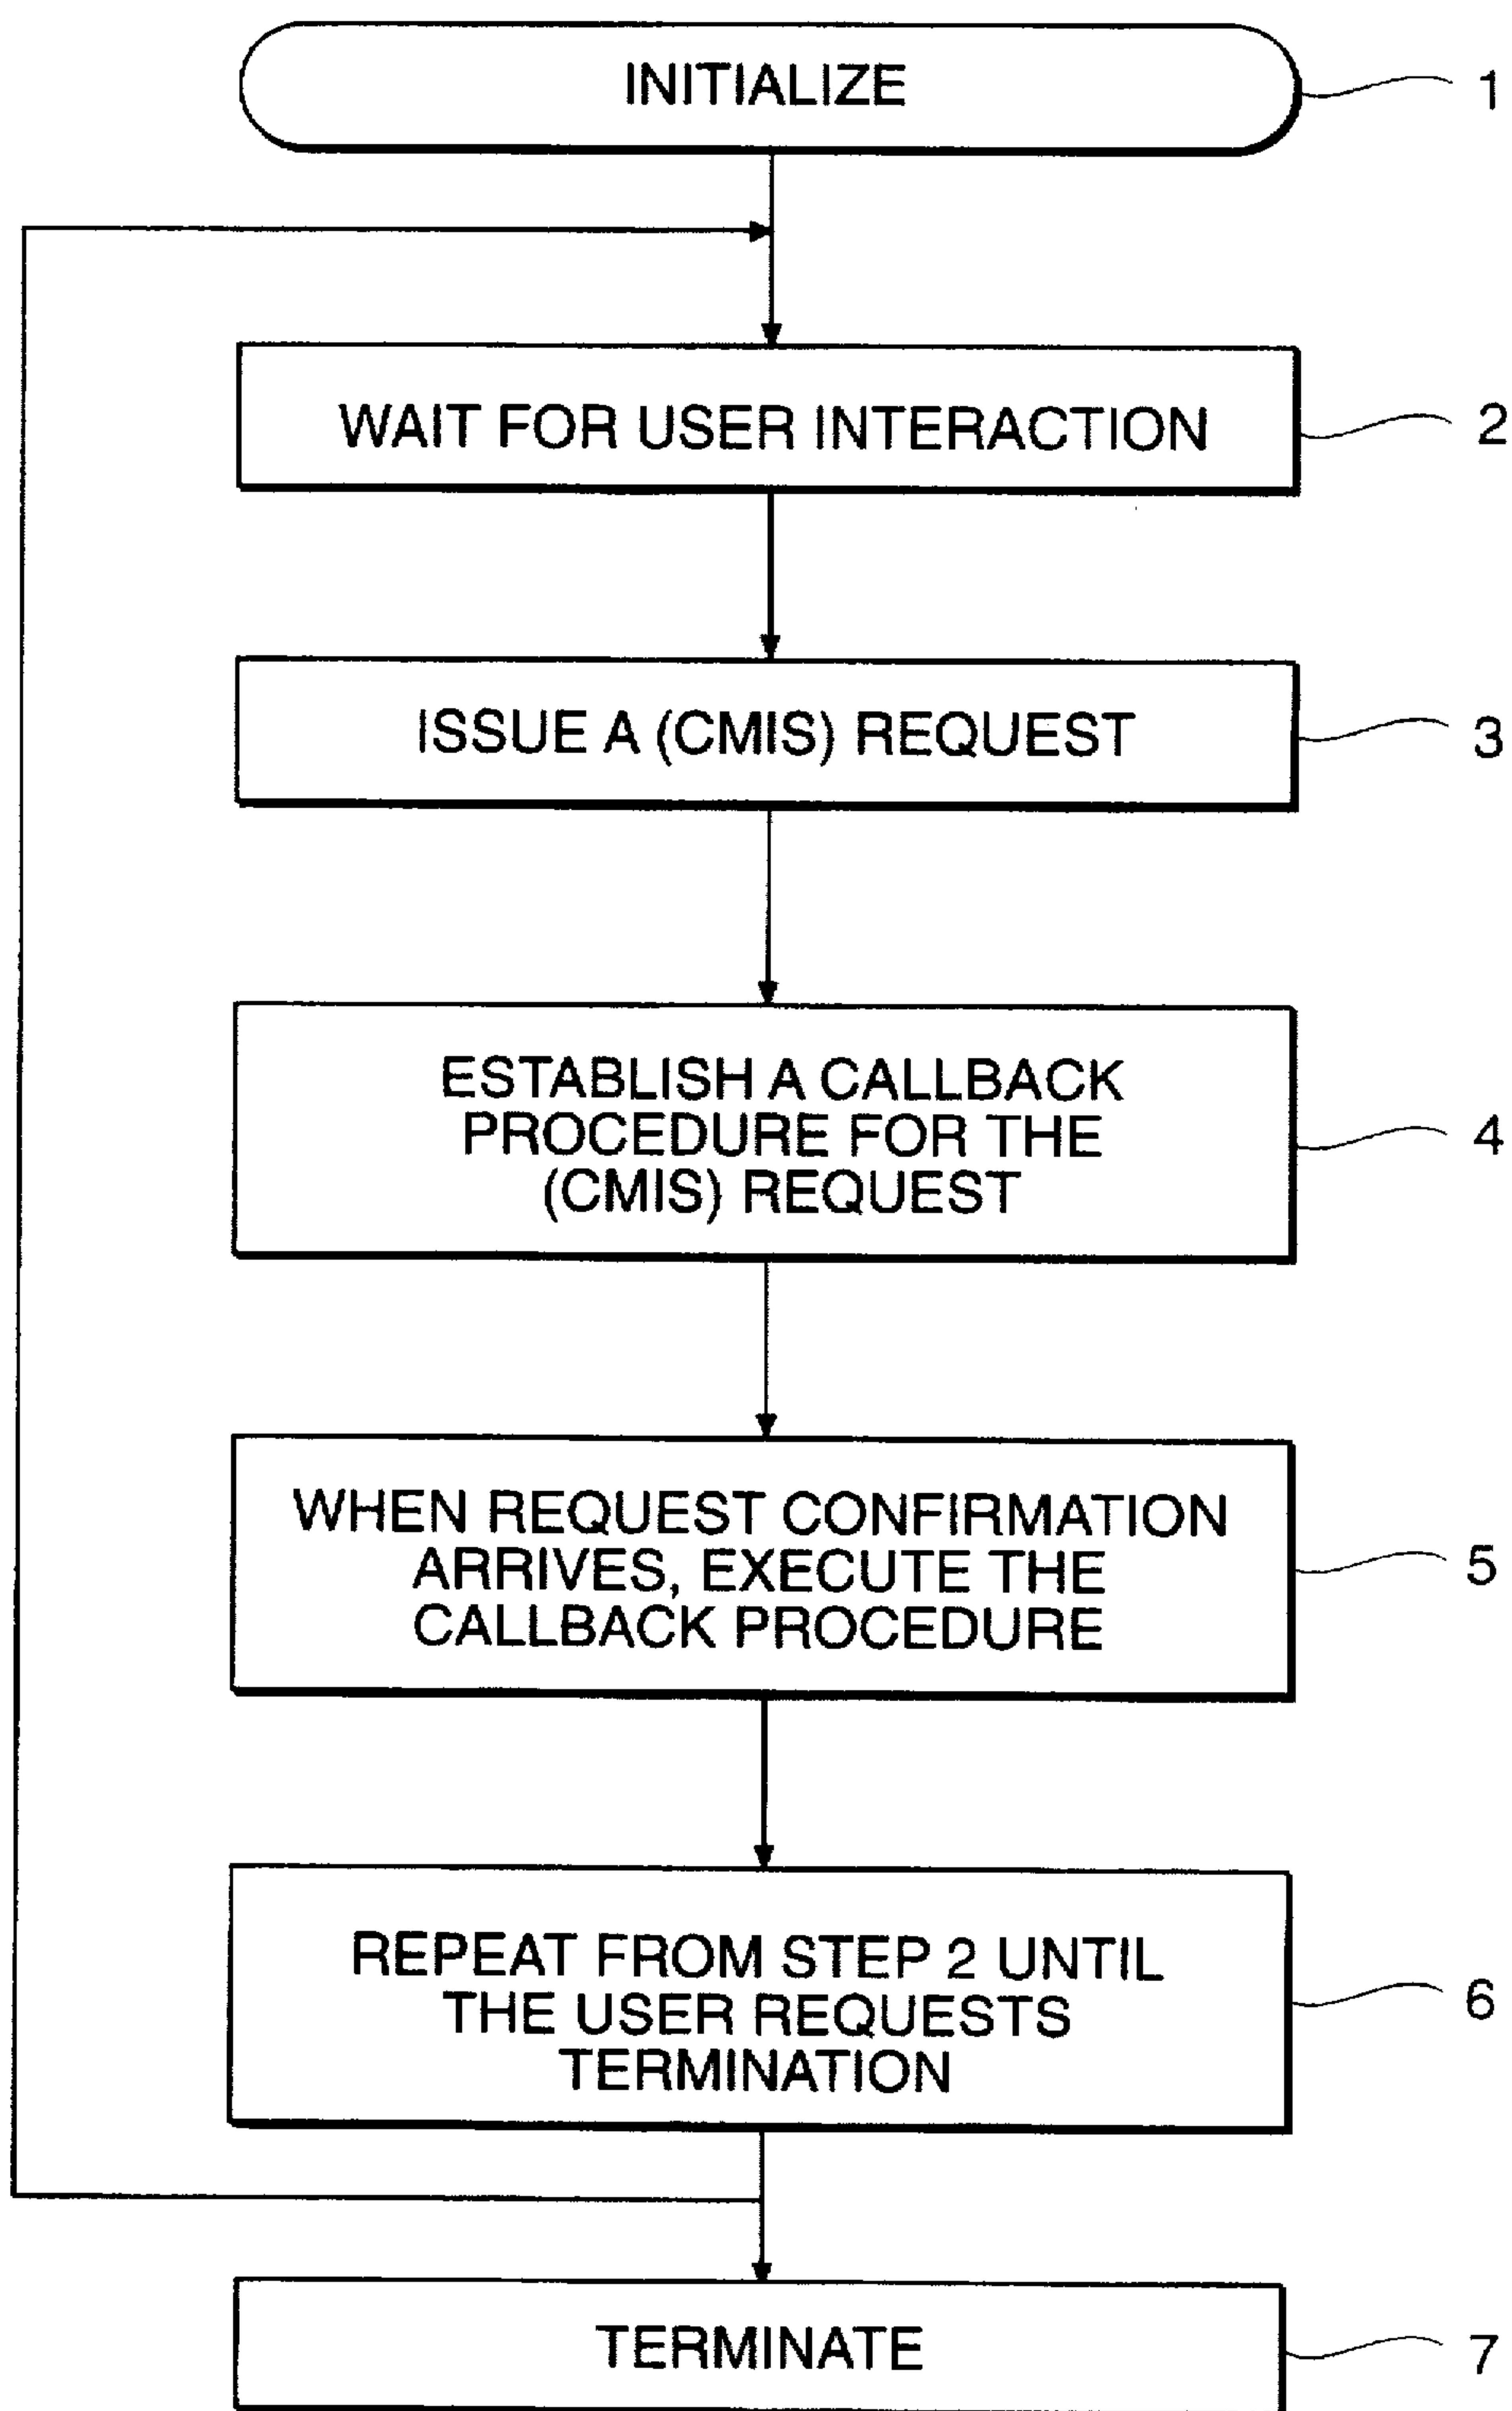 INITIALIZE
1
WAIT FOR USER INTERACTION
2
ISSUE A (CMIS) REQUEST
3
ESTABLISH A CALLBACK
PROCEDURE FOR THE
(CMIS) REQUEST
4
WHEN REQUEST CONFIRMATION
ARRIVES, EXECUTE THE
CALLBACK PROCEDURE
5
REPEAT FROM STEP 2 UNTIL
THE USER REQUESTS
TERMINATION
6
TERMINATE
7